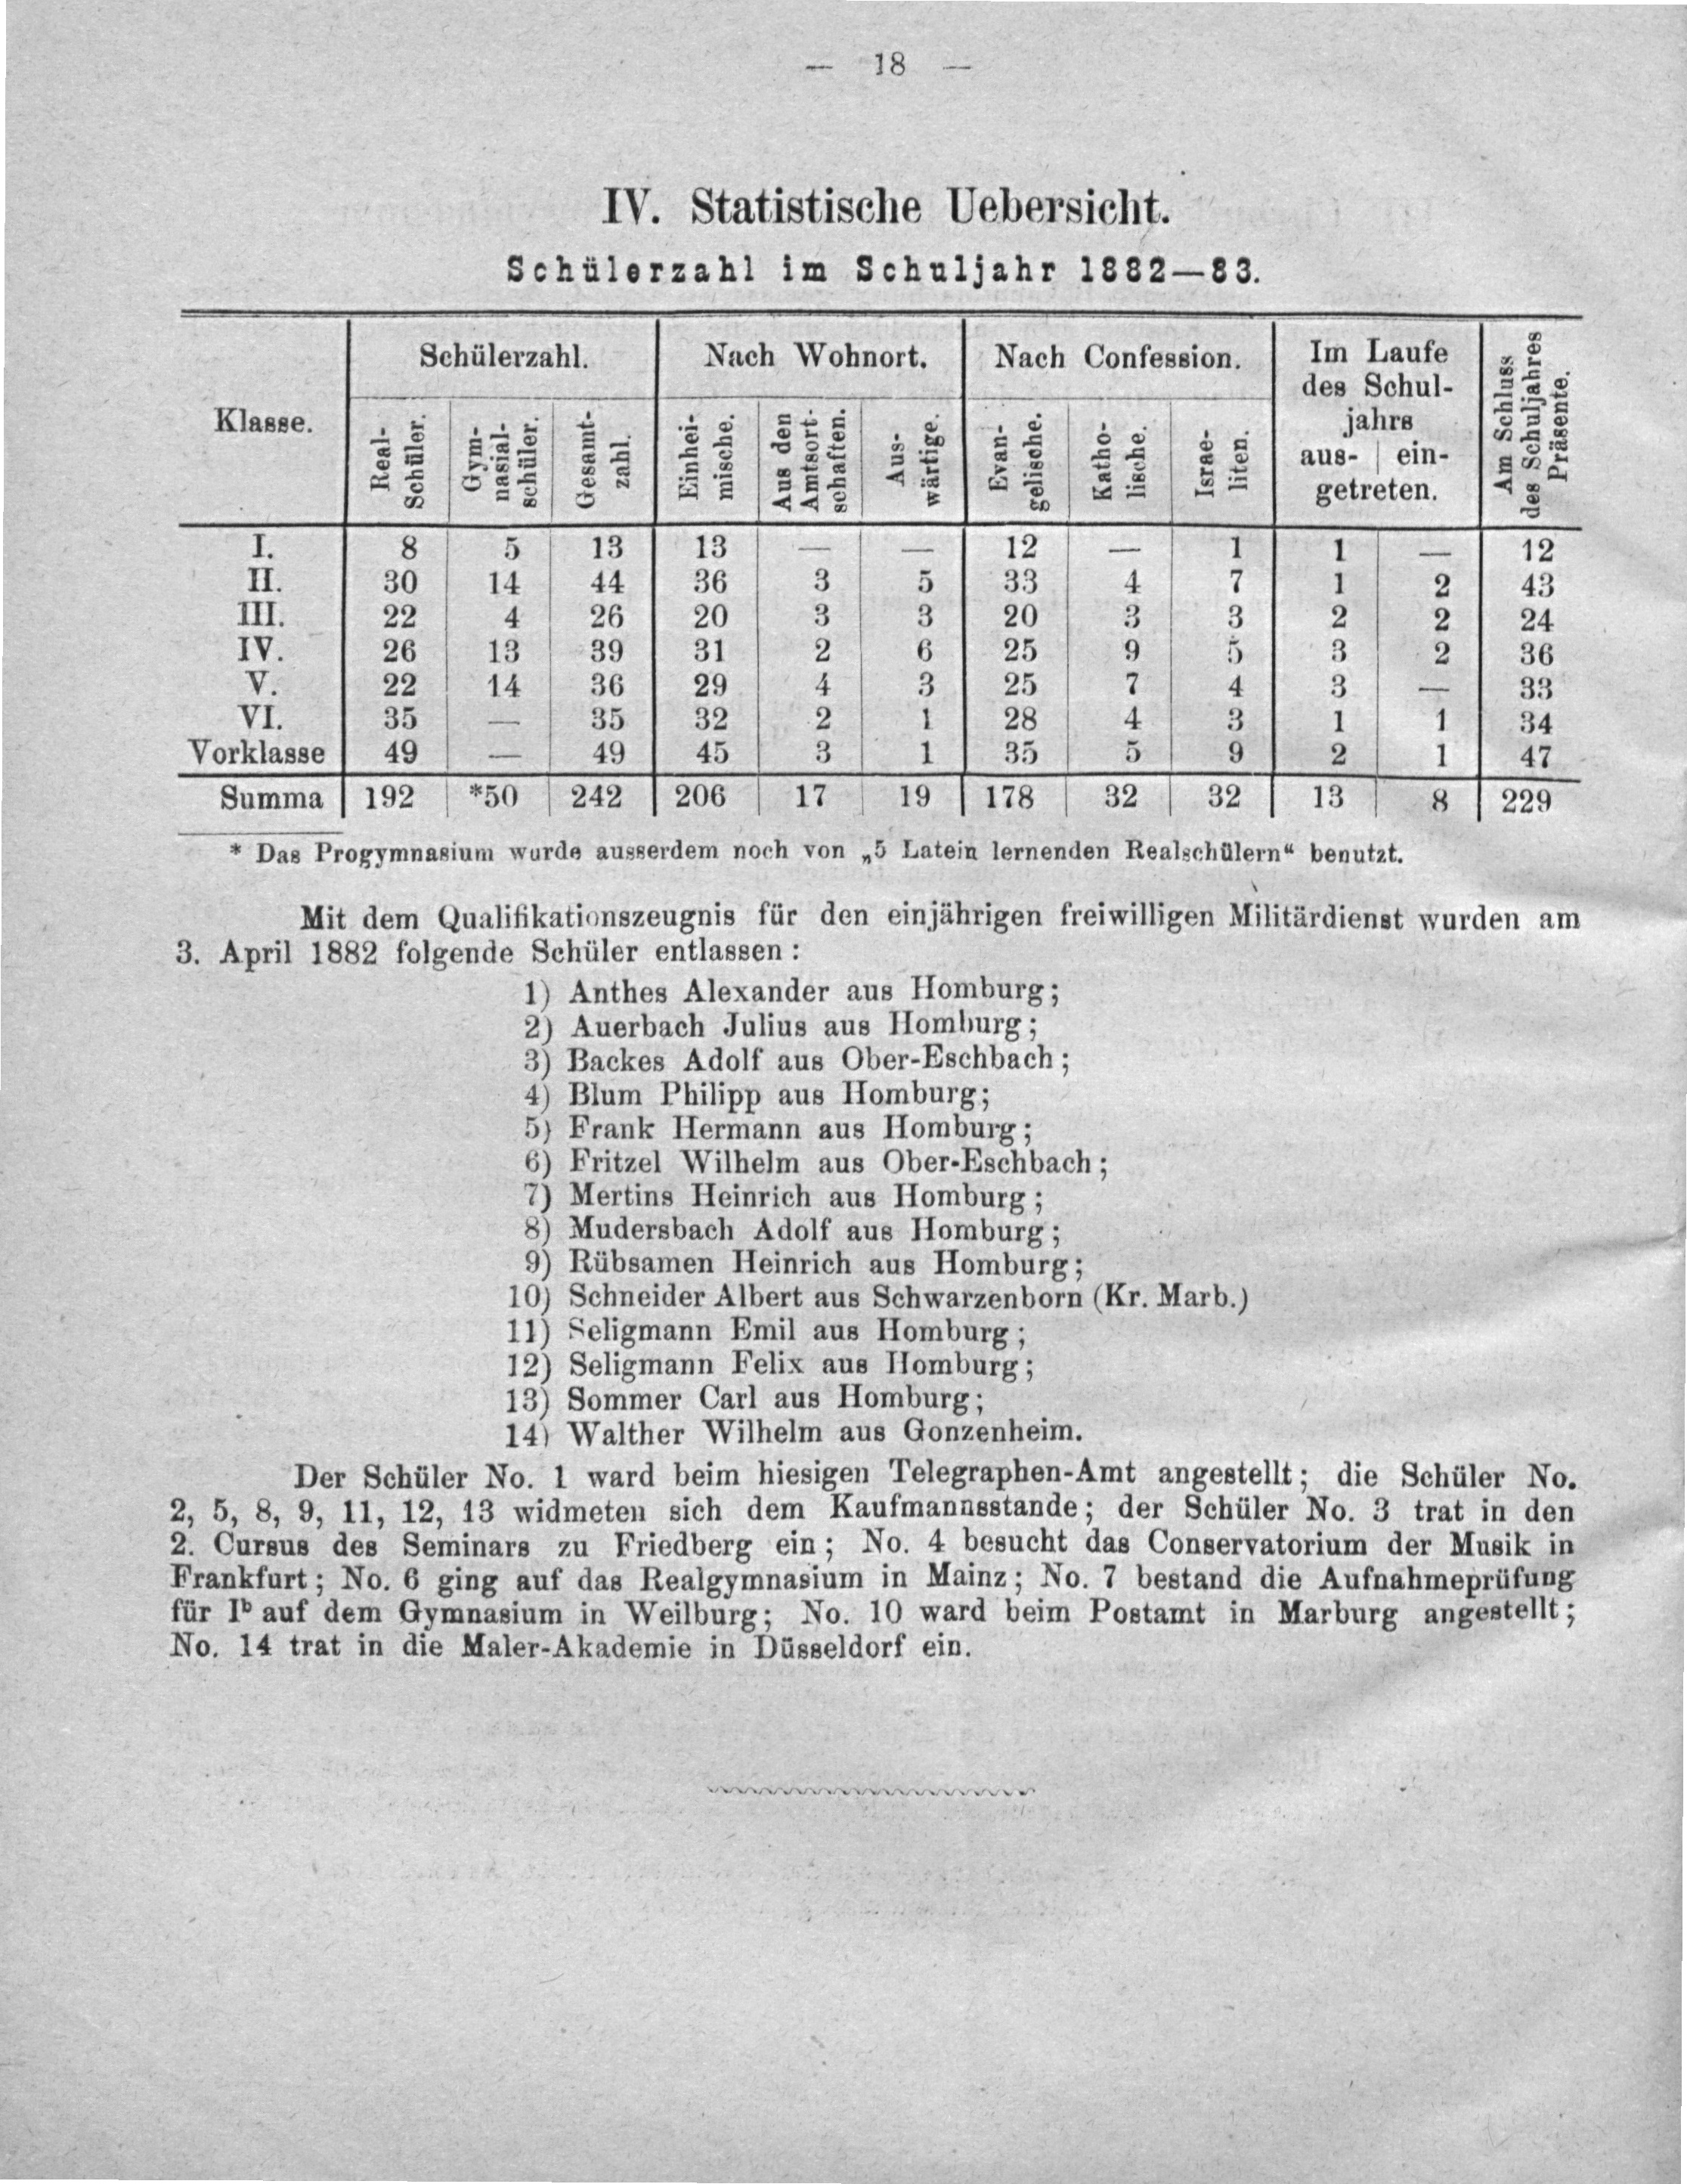 — 18 —
IV. Statistische Uebersicht.
Schülerzahl im Schuljahr 1882—83.
Klasse. Schülerzahl. Nach Wohnort. Nach Confession. Im Laufe des Schul-jahrs aus- | ein-getreten. Am Schluss des Schuljahres Präsente.
Real-Schüler. Gym-nasial-schüler. Gesamt-zahl. Einhei-mische. Aus den Amtsort-schaften. Aus-wärtige. Evan-gelische. Katho-lische. Israe-liten.
I. 8 5 13 13 — — 12 — 1 1 — 12
II. 30 14 44 36 3 5 33 4 7 1 2 43
III. 22 4 26 20 3 3 20 3 3 2 2 24
IV. 26 13 39 31 2 6 25 9 5 3 2 36
V. 22 14 36 29 4 3 25 7 4 3 — 33
VI. 35 — 35 32 2 1 28 4 3 1 1 34
Vorklasse 49 — 49 45 3 1 35 5 9 2 1 47
Summa 192 *50 242 206 17 19 178 32 32 13 8 229
* Das Progymnasium wurde ausserdem noch von „5 Latein lernenden Realschülern“ benutzt.
Mit dem Qualifikationszeugnis für den einjährigen freiwilligen Militärdienst wurden am
3. April 1882 folgende Schüler entlassen:
1) Anthes Alexander aus Homburg;
2) Auerbach Julius aus Homburg;
3) Backes Adolf aus Ober-Eschbach;
4) Blum Philipp aus Homburg;
5) Frank Hermann aus Homburg;
6) Fritzel Wilhelm aus Ober-Eschbach;
7) Mertins Heinrich aus Homburg;
8) Mudersbach Adolf aus Homburg;
9) Rübsamen Heinrich aus Homburg;
10) Schneider Albert aus Schwarzenborn (Kr. Marb.)
11) Seligmann Emil aus Homburg;
12) Seligmann Felix aus Homburg;
13) Sommer Carl aus Homburg;
14) Walther Wilhelm aus Gonzenheim.
Der Schüler No. 1 ward beim hiesigen Telegraphen-Amt angestellt; die Schüler No.
2, 5, 8, 9, 11, 12, 13 widmeten sich dem Kaufmannsstande; der Schüler No. 3 trat in den
2. Cursus des Seminars zu Friedberg ein; No. 4 besucht das Conservatorium der Musik in
Frankfurt; No. 6 ging auf das Realgymnasium in Mainz; No. 7 bestand die Aufnahmeprüfung
für Iᵇ auf dem Gymnasium in Weilburg; No. 10 ward beim Postamt in Marburg angestellt;
No. 14 trat in die Maler-Akademie in Düsseldorf ein.